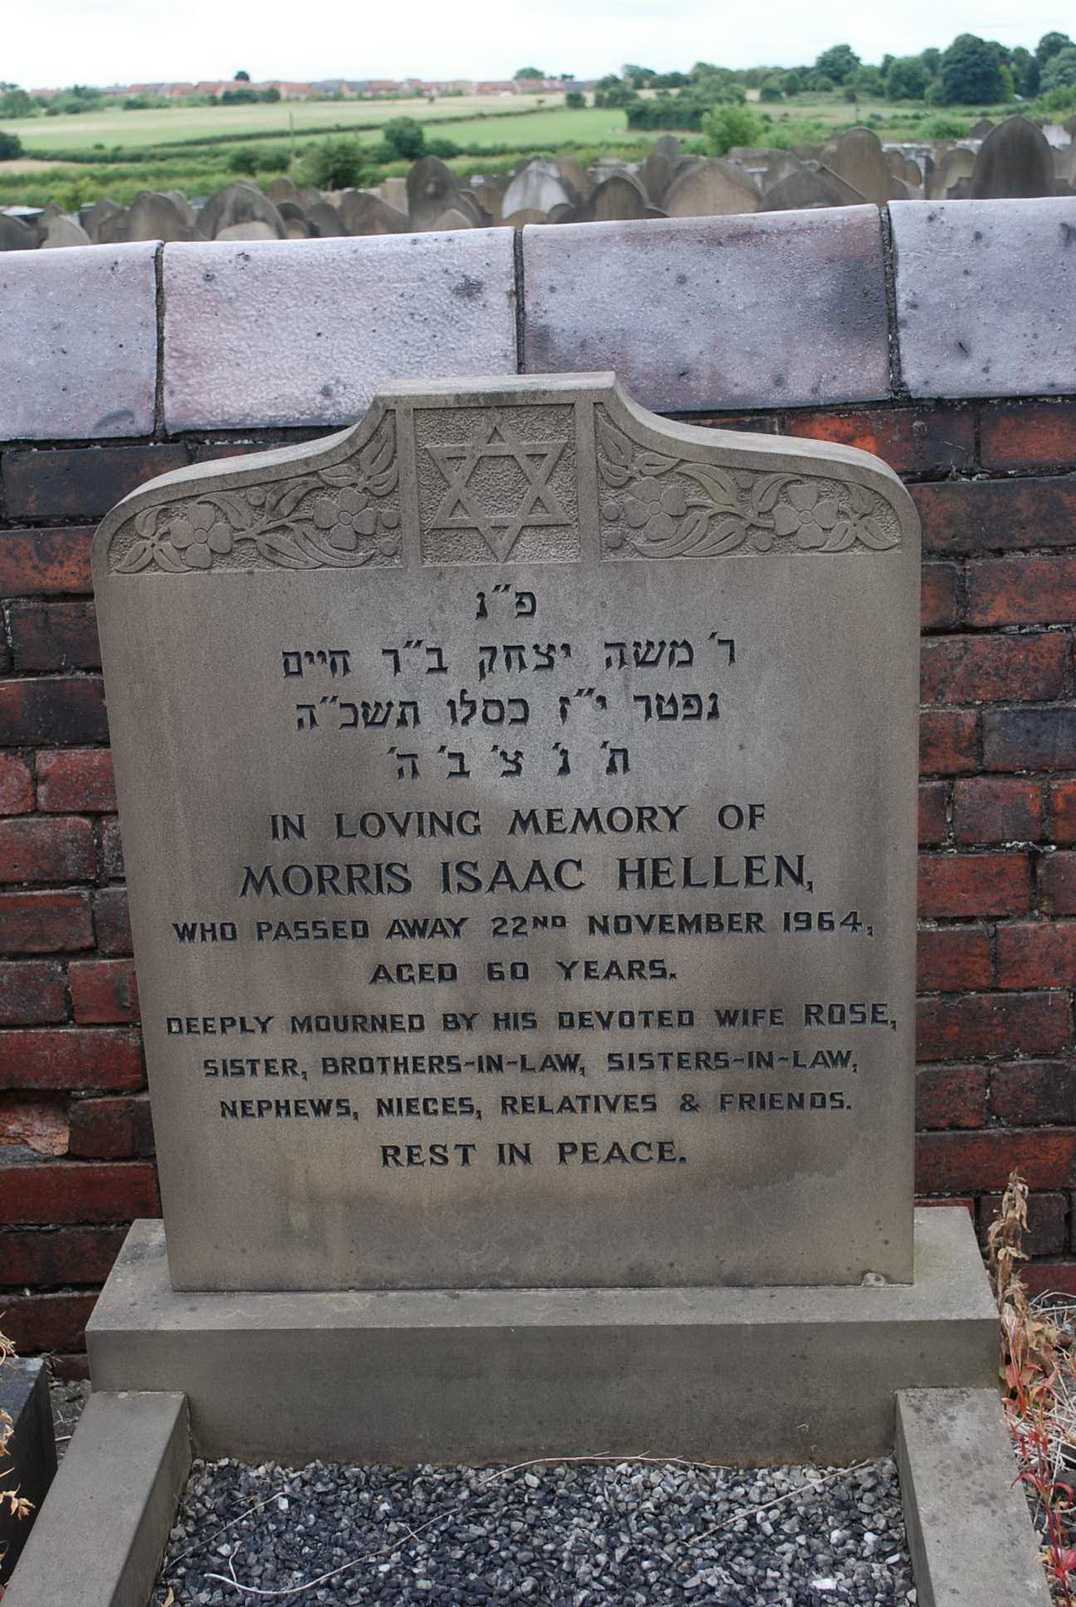 פ"נ
ר' משה יצחק ב"ר חיים
נפטר י"ז כסלו תשכ"ה
ת' נ' צ' ב' ה'
IN LOVING MEMORY OF
MORRIS ISAAC HELLEN,
WHO PASSED AWAY 22ND NOVEMBER 1964,
AGED 60 YEARS.
DEEPLY MOURNED BY HIS DEVOTED WIFE ROSE,
SISTER, BROTHERS-IN-LAW, SISTERS-IN-LAW,
NEPHEWS, NIECES, RELATIVES & FRIENDS.
REST IN PEACE.